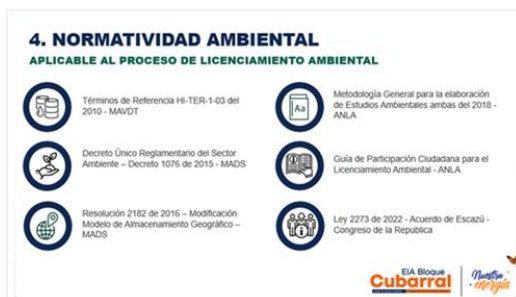 4. NORMATIVIDAD AMBIENTAL
APLICABLE AL PROCESO DE LICENCIAMIENTO AMBIENTAL
Términos de Referencia HI-TER-1-03 del
2010 - MAVDT
Decreto Único Reglamentario del Sector
Ambiente – Decreto 1076 de 2015 - MADS
Resolución 2182 de 2016 – Modificación
Modelo de Almacenamiento Geográfico –
MADS
Aa
Metodología General para la elaboración
de Estudios Ambientales ambas del 2018 -
ANLA
Guía de Participación Ciudadana para el
Licenciamiento Ambiental - ANLA
Ley 2273 de 2022 - Acuerdo de Escazú -
Congreso de la Republica
EIA Bloque
Cubarral
Nuestra
energía